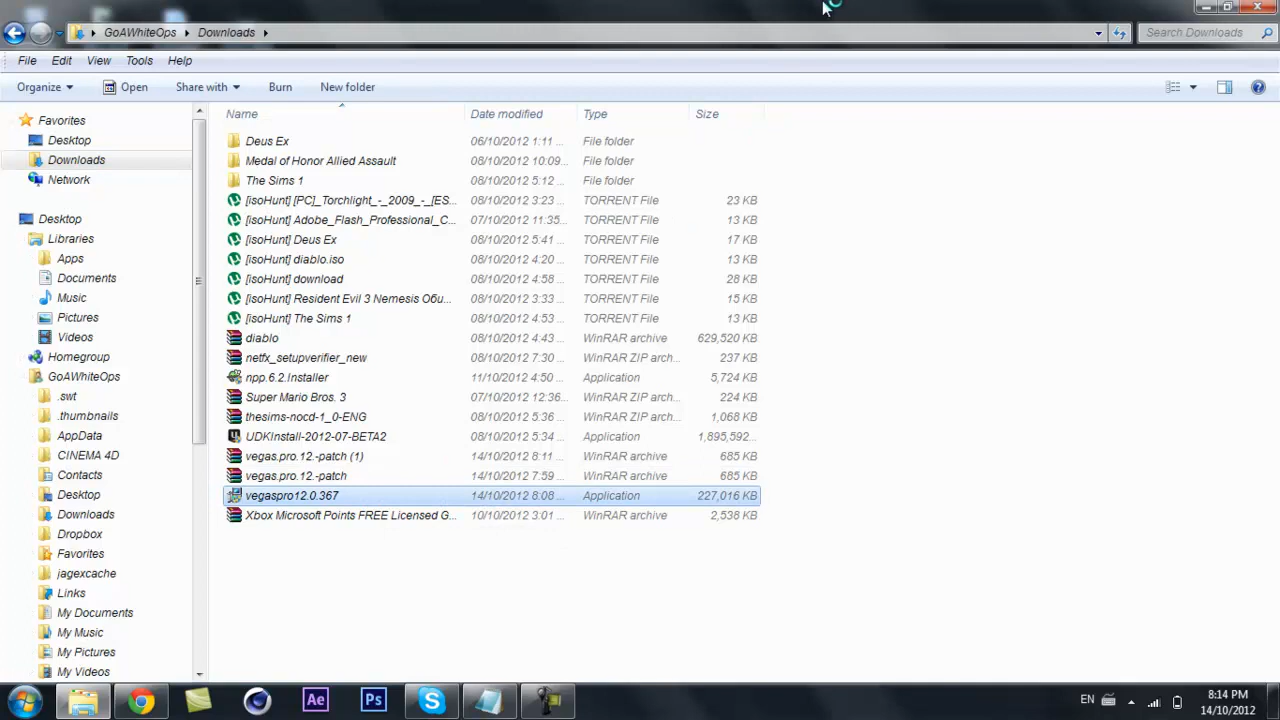 GoAWhiteOps
Downloads
Search Downloads
File Edit View Tools Help
Organize Open Share with Burn New folder
Name Date modified Type Size
Favorites
Desktop
Downloads
Network
Desktop
Libraries
Apps
Documents
Music
Pictures
Videos
Homegroup
GoAWhiteOps
.swt
.thumbnails
AppData
CINEMA 4D
Contacts
Desktop
Downloads
Dropbox
Favorites
jagexcache
Links
My Documents
My Music
My Pictures
My Videos
Deus Ex 06/10/2012 1:11 ... File folder
Medal of Honor Allied Assault 08/10/2012 10:09... File folder
The Sims 1 08/10/2012 5:12 ... File folder
[isoHunt] [PC]_Torchlight_-_2009_-_[ES... 08/10/2012 3:23 ... TORRENT File 23 KB
[isoHunt] Adobe_Flash_Professional_C... 07/10/2012 11:35... TORRENT File 13 KB
[isoHunt] Deus Ex 08/10/2012 5:41 ... TORRENT File 17 KB
[isoHunt] diablo.iso 08/10/2012 4:20 ... TORRENT File 13 KB
[isoHunt] download 08/10/2012 4:58 ... TORRENT File 28 KB
[isoHunt] Resident Evil 3 Nemesis Оби... 08/10/2012 3:33 ... TORRENT File 15 KB
[isoHunt] The Sims 1 08/10/2012 4:53 ... TORRENT File 13 KB
diablo 08/10/2012 4:43 ... WinRAR archive 629,520 KB
netfx_setupverifier_new 08/10/2012 7:30 ... WinRAR ZIP arch... 237 KB
npp.6.2.Installer 11/10/2012 4:50 ... Application 5,724 KB
Super Mario Bros. 3 07/10/2012 12:36... WinRAR ZIP arch... 224 KB
thesims-nocd-1_0-ENG 08/10/2012 5:36 ... WinRAR ZIP arch... 1,068 KB
UDKInstall-2012-07-BETA2 08/10/2012 5:34 ... Application 1,895,592...
vegas.pro.12.-patch (1) 14/10/2012 8:11 ... WinRAR archive 685 KB
vegas.pro.12.-patch 14/10/2012 7:59 ... WinRAR archive 685 KB
vegaspro12.0.367 14/10/2012 8:08 ... Application 227,016 KB
Xbox Microsoft Points FREE Licensed G... 10/10/2012 3:01 ... WinRAR archive 2,538 KB
Ae
Ps
EN
8:14 PM
14/10/2012